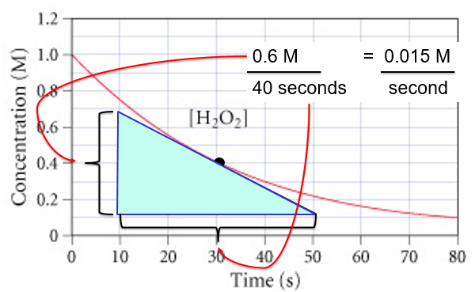 1.2
1.0
0.8
0.6
0.4
0.2
0
Concentration (M)
0.6 M
40 seconds
= 0.015 M
second
[H₂O₂]
0 10 20 30 40 50 60 70 80
Time (s)